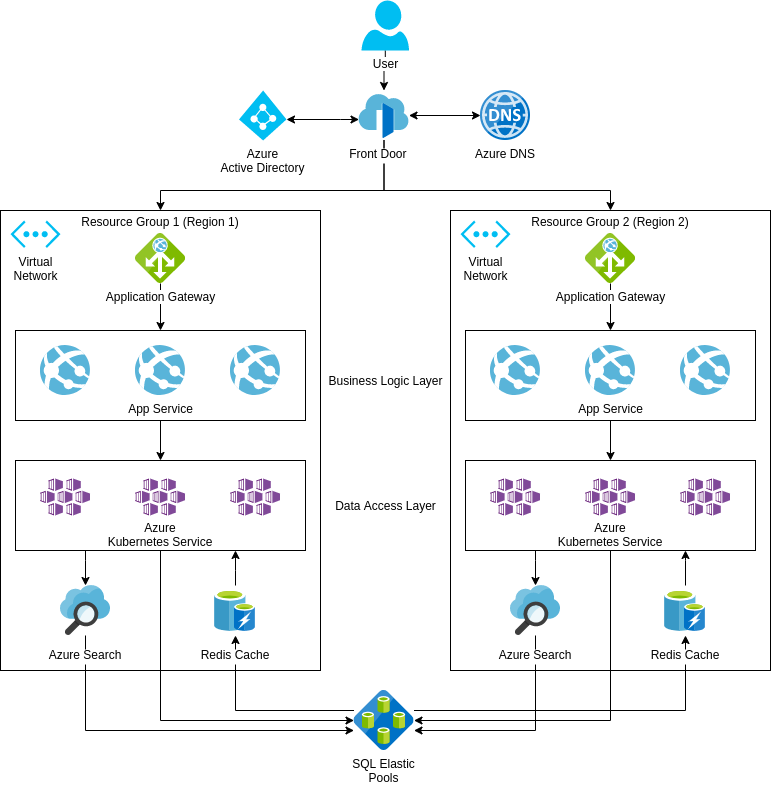 User
Azure
Active Directory
Front Door
DNS
Azure DNS
Resource Group 1 (Region 1)
Virtual
Network
Application Gateway
App Service
Azure
Kubernetes Service
Azure Search
Redis Cache
Business Logic Layer
Data Access Layer
Resource Group 2 (Region 2)
Virtual
Network
Application Gateway
App Service
Azure
Kubernetes Service
Azure Search
Redis Cache
SQL Elastic
Pools